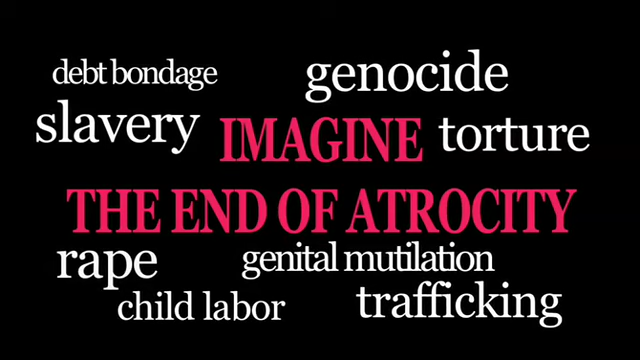 debt bondage
genocide
slavery
IMAGINE
torture
THE END OF ATROCITY
rape
genital mutilation
child labor
trafficking